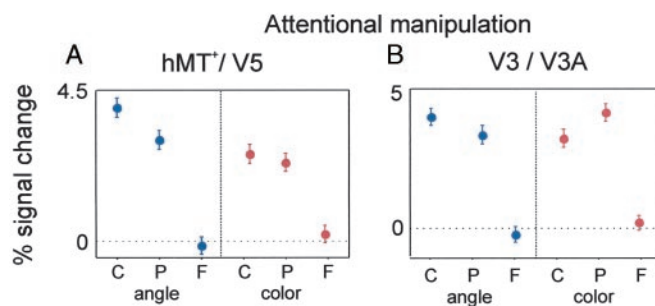 Attentional manipulation
A
hMT⁺/ V5
% signal change
4.5
0
C P F C P F
angle color
B
V3 / V3A
5
0
C P F C P F
angle color